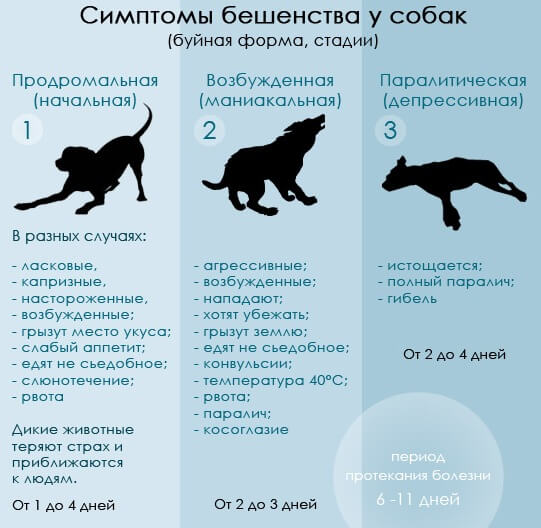 Симптомы бешенства у собак
(буйная форма, стадии)
Продромальная
(начальная)
1
В разных случаях:
- ласковые,
- капризные,
- настороженные,
- возбужденные;
- грызут место укуса;
- слабый аппетит;
- едят не сьедобное;
- слюнотечение;
- рвота
Дикие животные
теряют страх и
приближаются
к людям.
От 1 до 4 дней
Возбужденная
(маниакальная)
2
- агрессивные;
- возбужденные;
- нападают;
- хотят убежать;
- грызут землю;
- едят не сьедобное;
- конвульсии;
- температура 40°С;
- рвота;
- паралич;
- косоглазие
От 2 до 3 дней
Паралитическая
(депрессивная)
3
- истощается;
- полный паралич;
- гибель
От 2 до 4 дней
период
протекания болезни
6 -11 дней